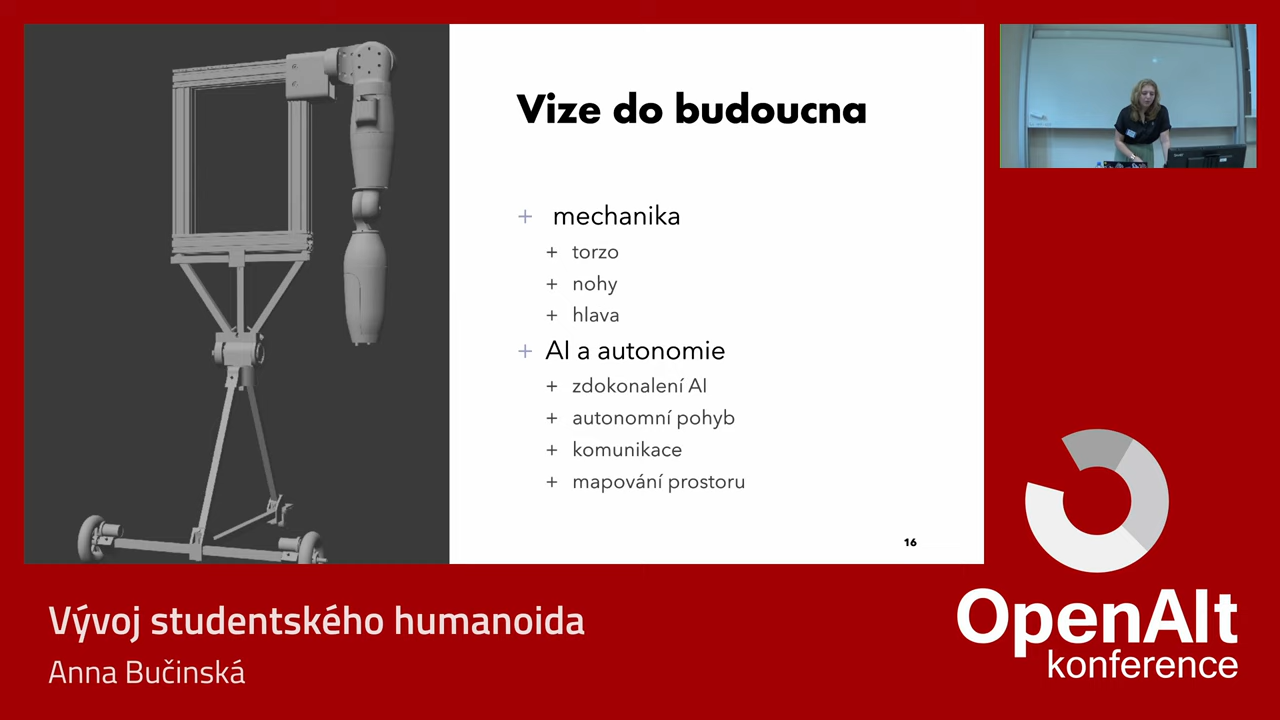 Vize do budoucna
+ mechanika
+ torzo
+ nohy
+ hlava
+ AI a autonomie
+ zdokonalení AI
+ autonomní pohyb
+ komunikace
+ mapování prostoru
16
Vývoj studentského humanoida
Anna Bučinská
OpenAlt
konference